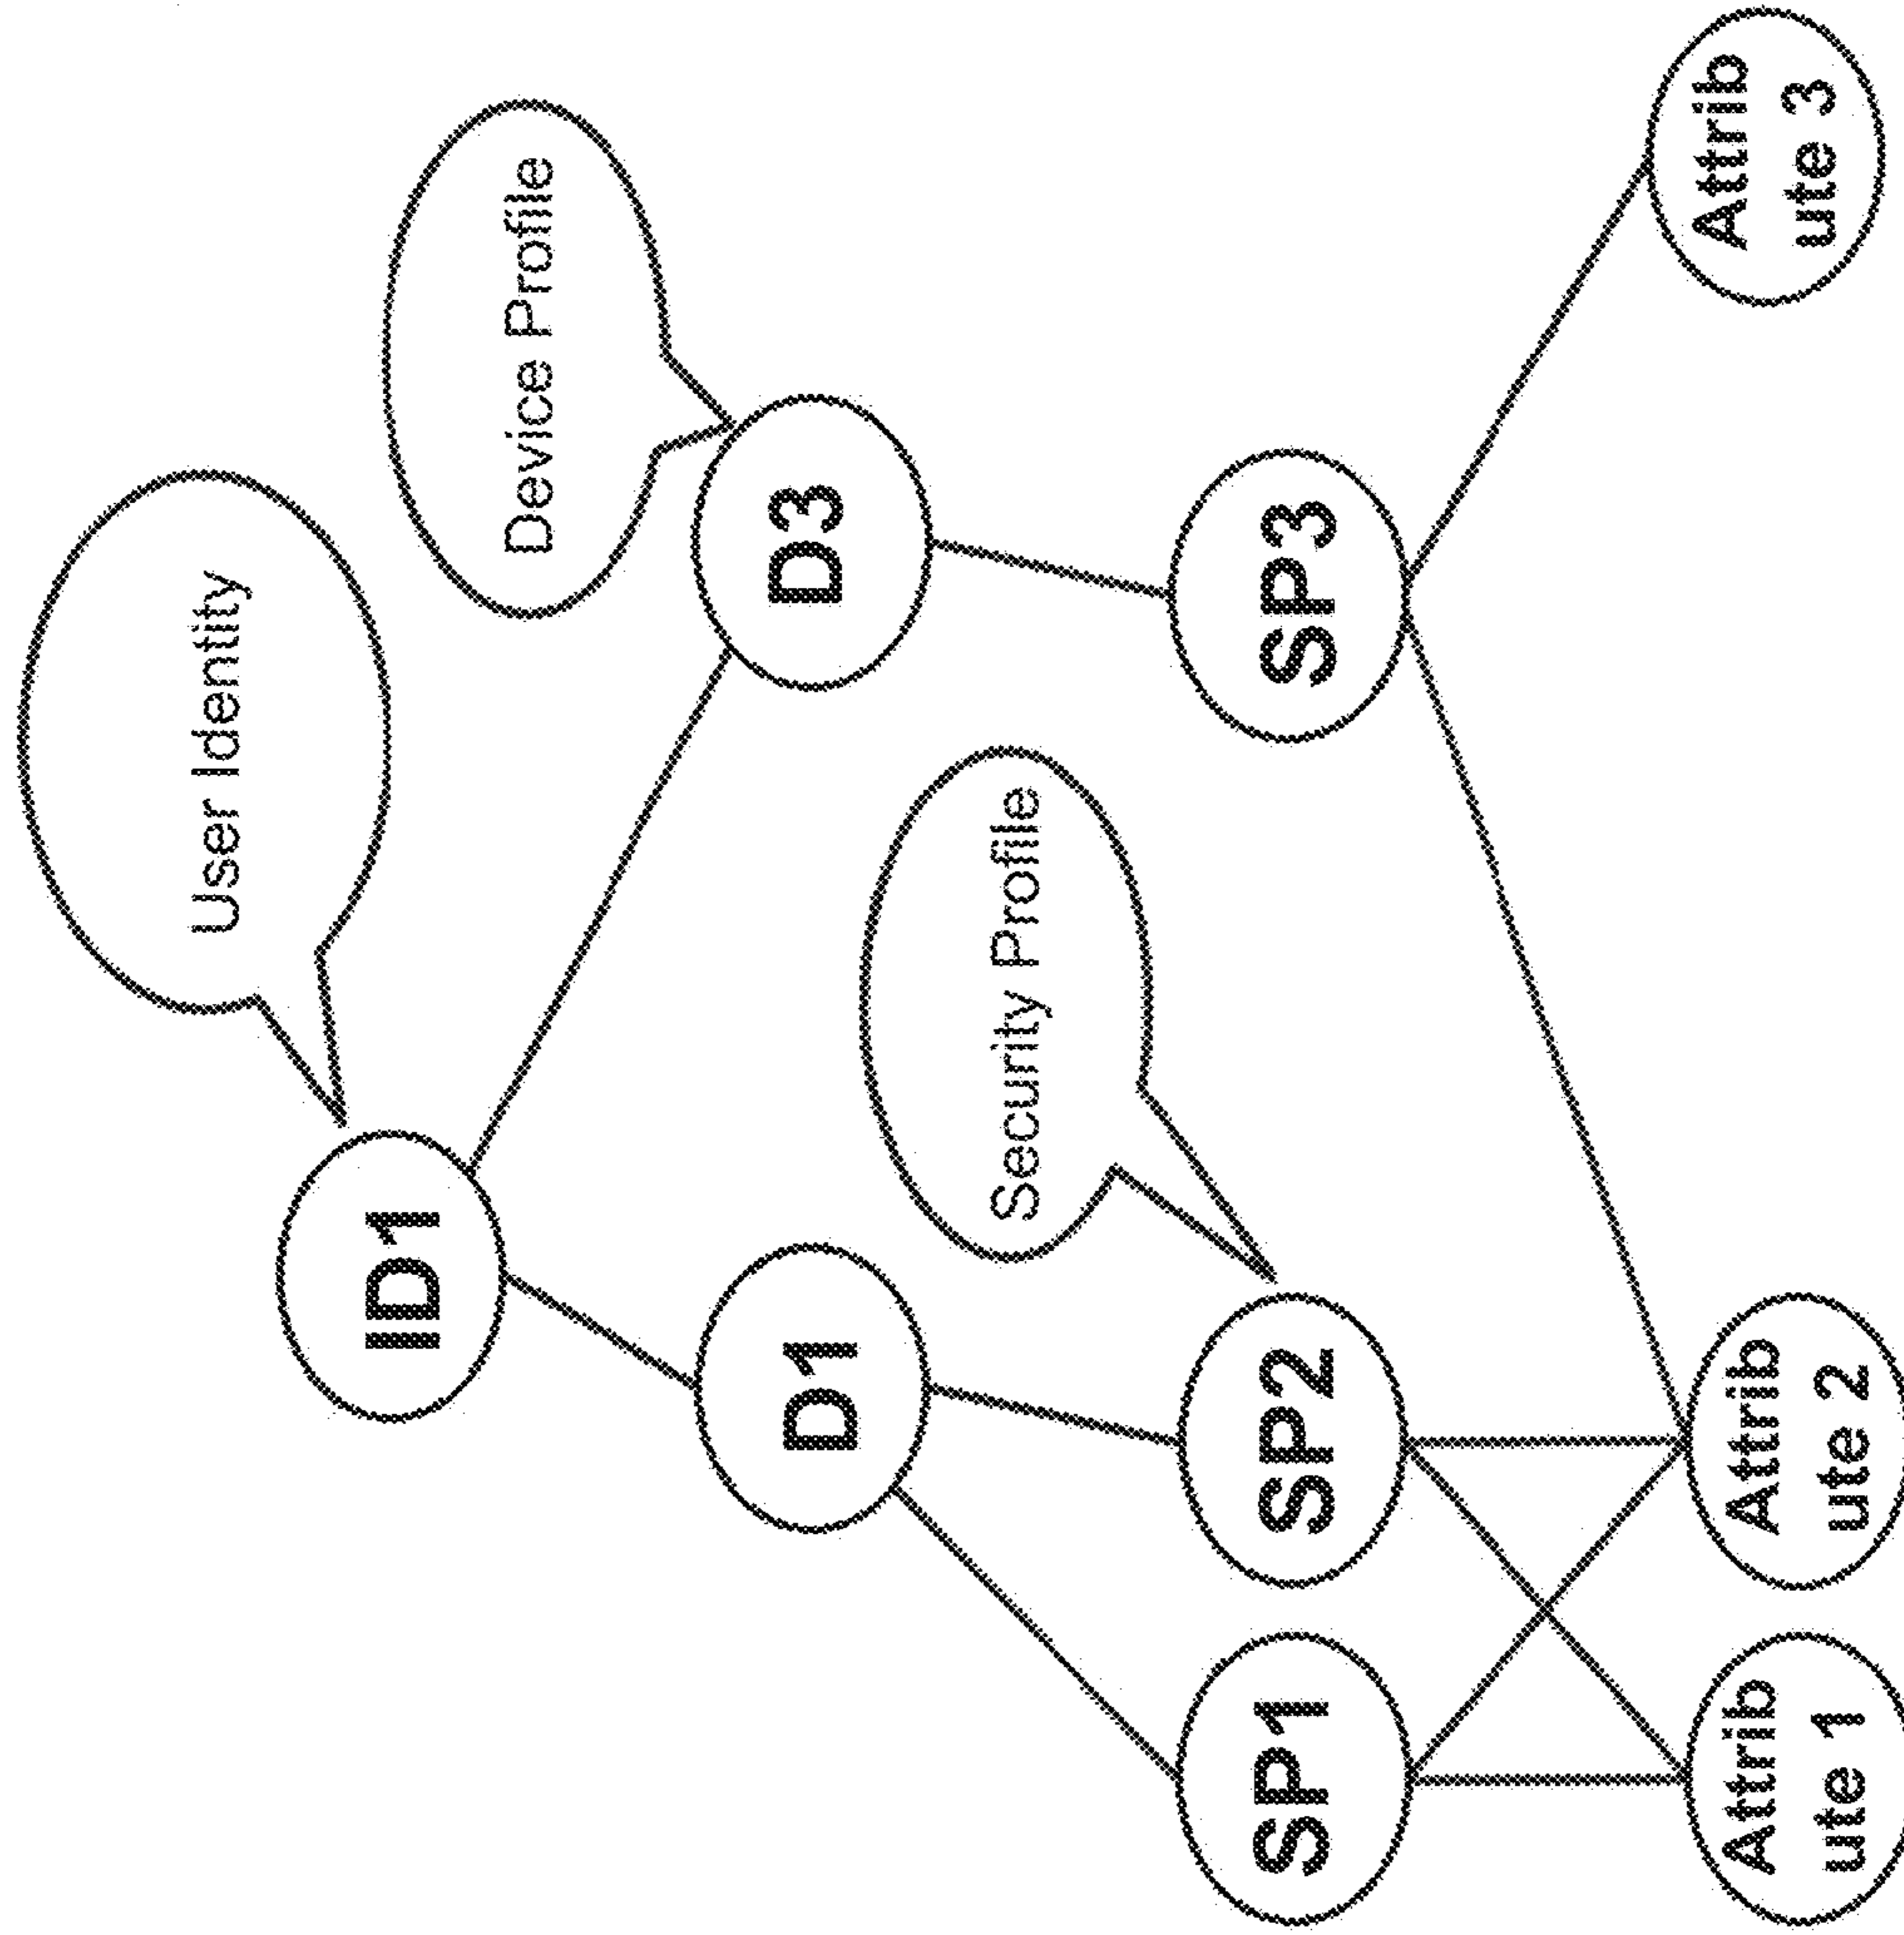 User Identity
Device Profile
ID1
D1
D3
Security Profile
SP1
SP2
SP3
Attrib
ute 1
Attrib
ute 2
Attrib
ute 3